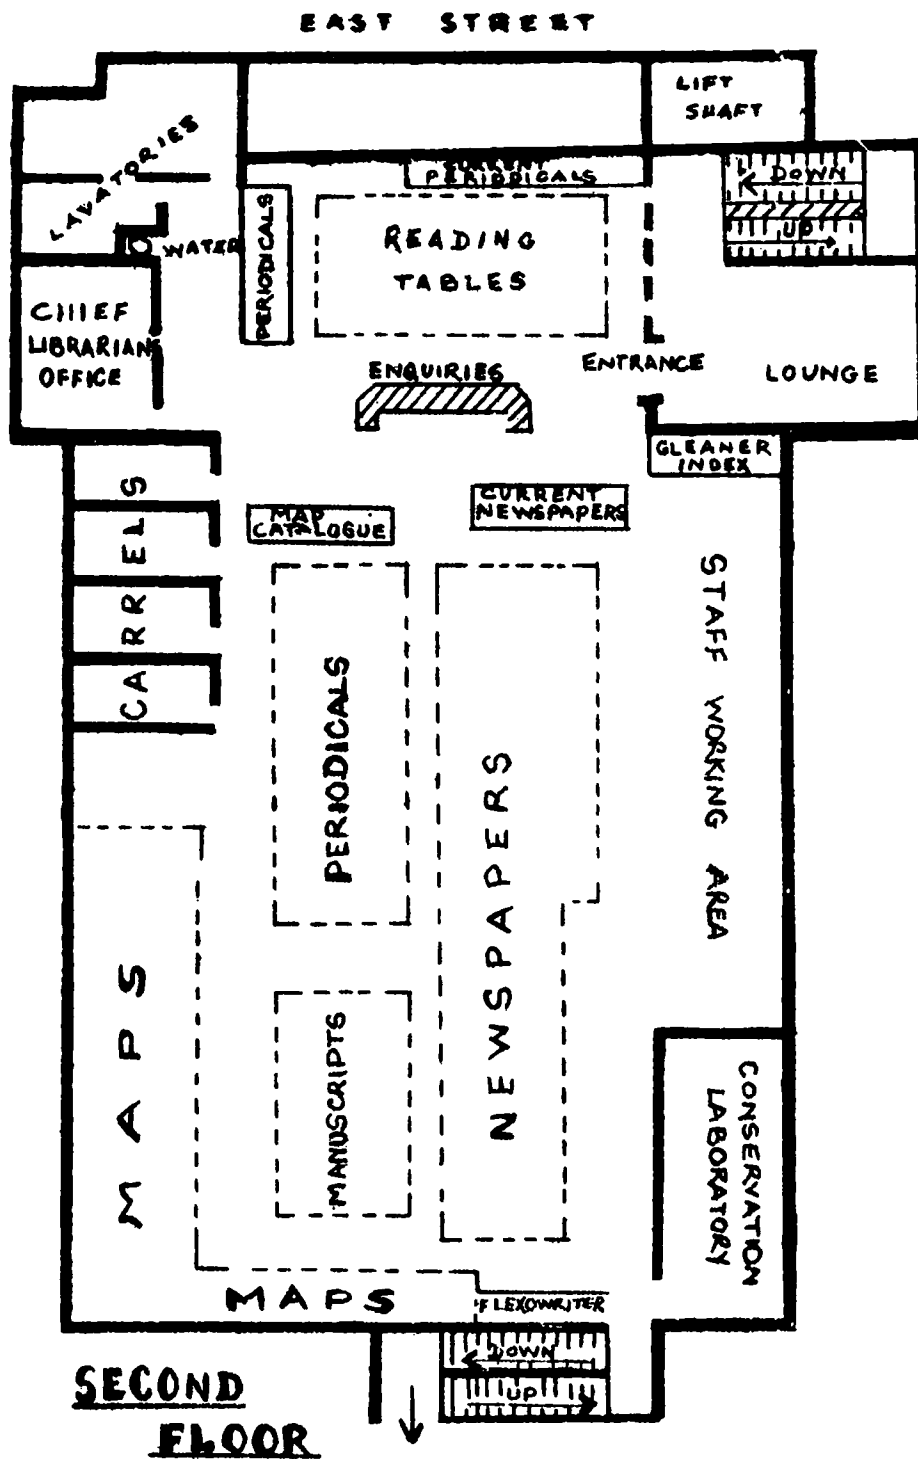 EAST STREET
LIFT
SHAFT
LAVATORIES
CURRENT
PERIODICALS
DOWN
UP
PERIODICALS
READING
TABLES
WATER
CHIEF
LIBRARIANS
OFFICE
ENQUIRIES
ENTRANCE
LOUNGE
GLEANER
INDEX
CARRELS
MAP
CATALOGUE
CURRENT
NEWSPAPERS
STAFF WORKING AREA
PERIODICALS
NEWSPAPERS
MAPS
MANUSCRIPTS
CONSERVATION
LABORATORY
MAPS
FLEXOWRITER
DOWN
UP
SECOND
FLOOR